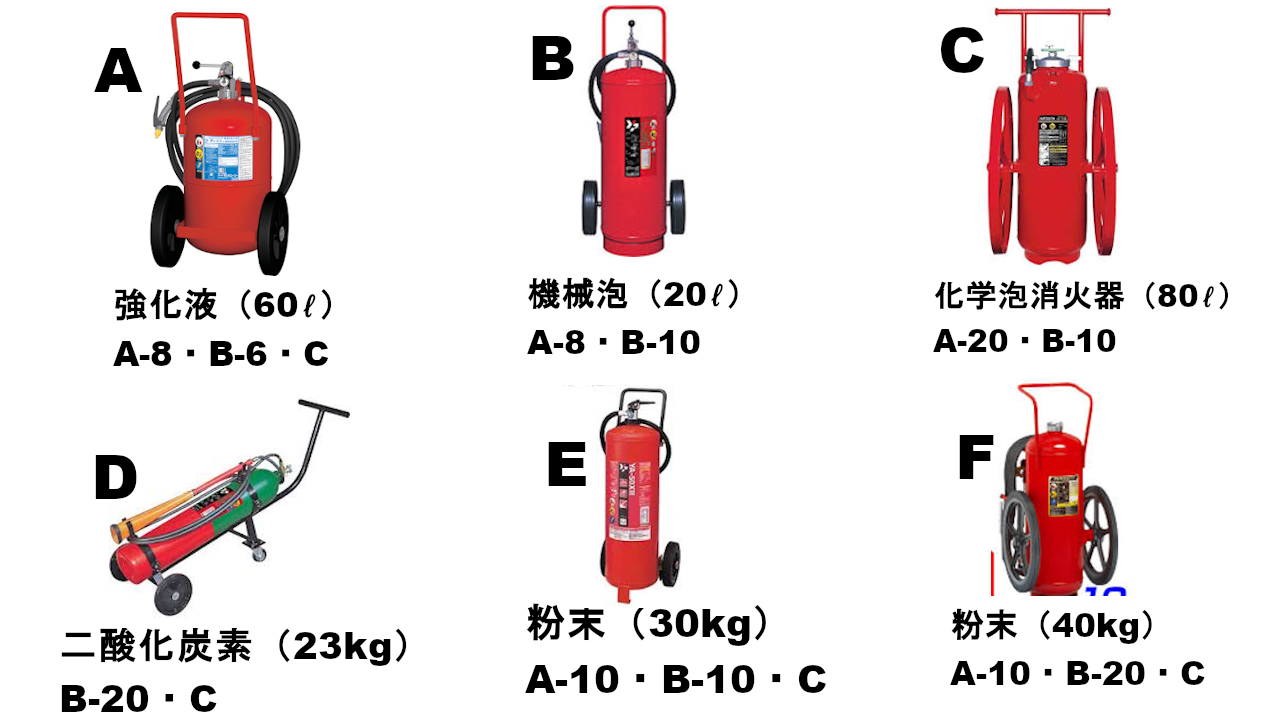 A
強化液（60ℓ）
A-8・B-6・C
B
機械泡（20ℓ）
A-8・B-10
C
化学泡消火器（80ℓ）
A-20・B-10
D
二酸化炭素（23kg）
B-20・C
E
YA-50XⅢ
粉末（30kg）
A-10・B-10・C
F
粉末（40kg）
A-10・B-20・C